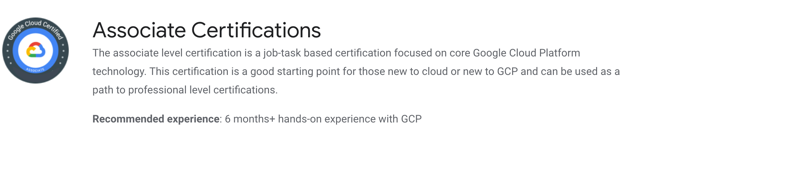 Google Cloud Certified
Associate Certifications
The associate level certification is a job-task based certification focused on core Google Cloud Platform
technology. This certification is a good starting point for those new to cloud or new to GCP and can be used as a
path to professional level certifications.
Recommended experience: 6 months+ hands-on experience with GCP